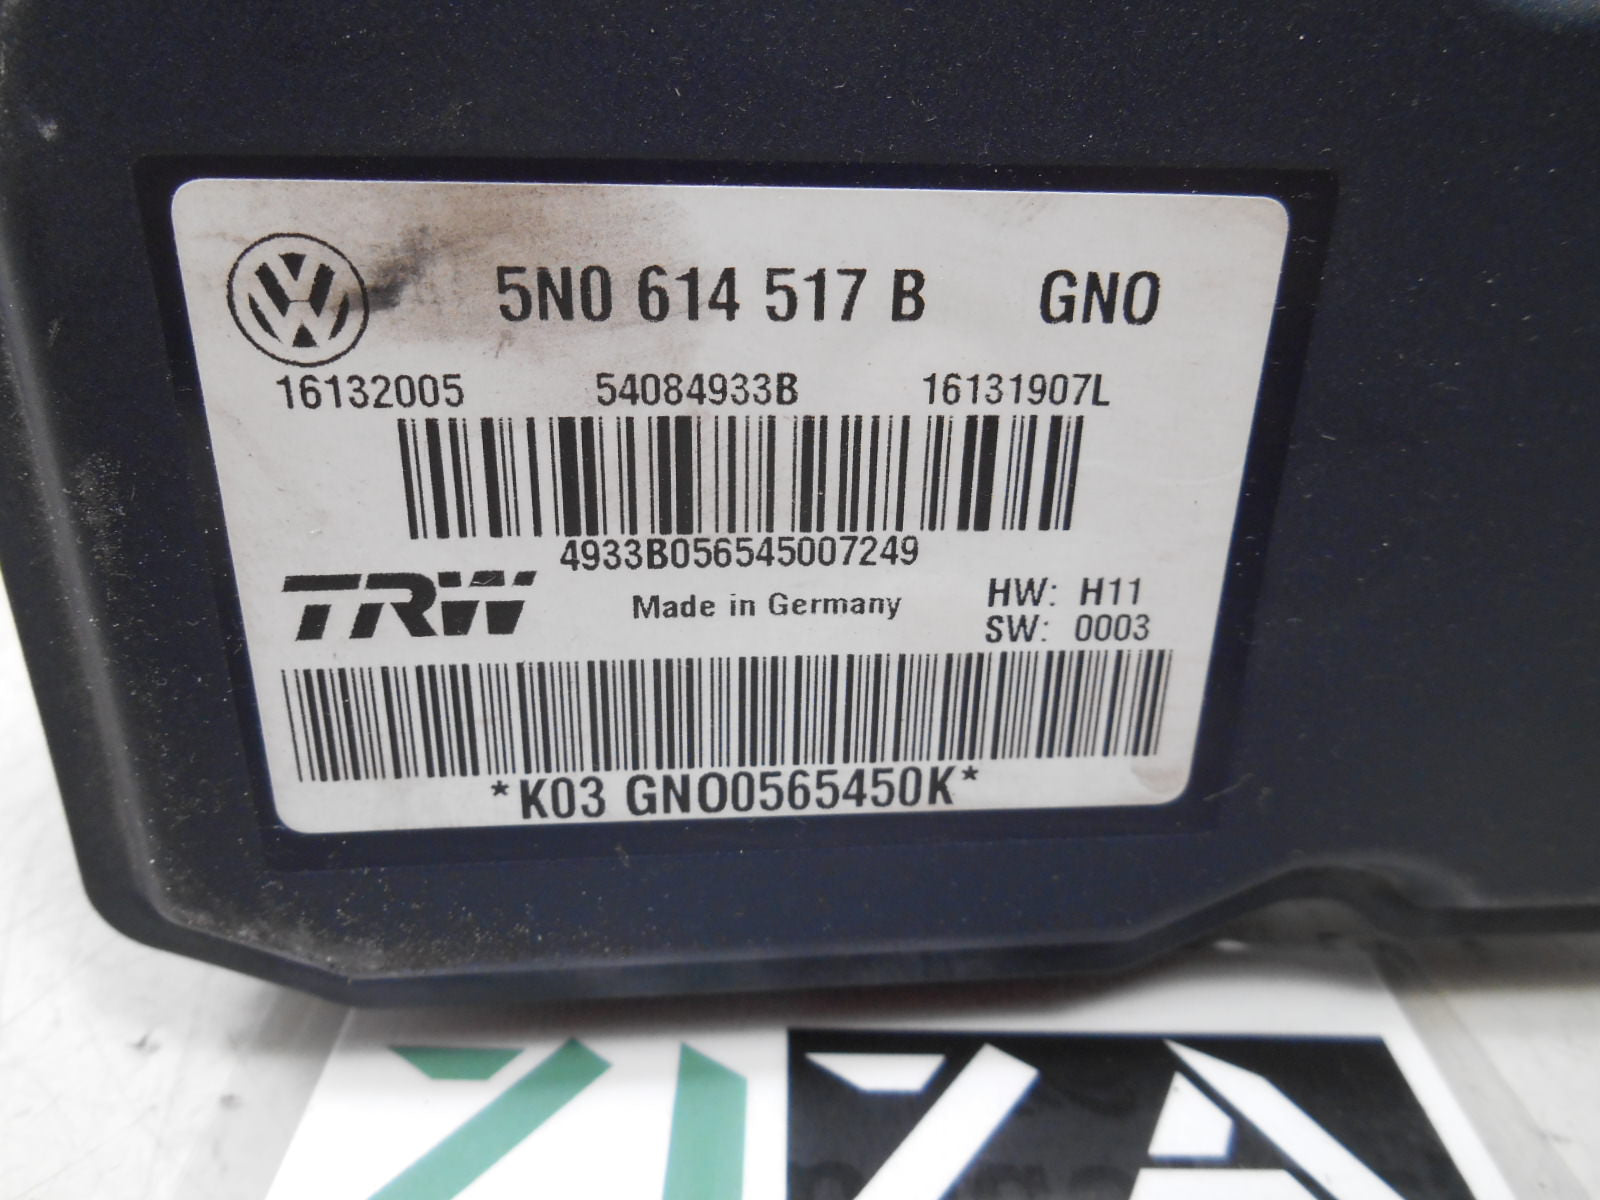 5N0 614 517 B GNO
16132005 54084933B 16131907L
4933B056545007249
TRW Made in Germany HW: H11
SW: 0003
*K03 GNO0565450K*